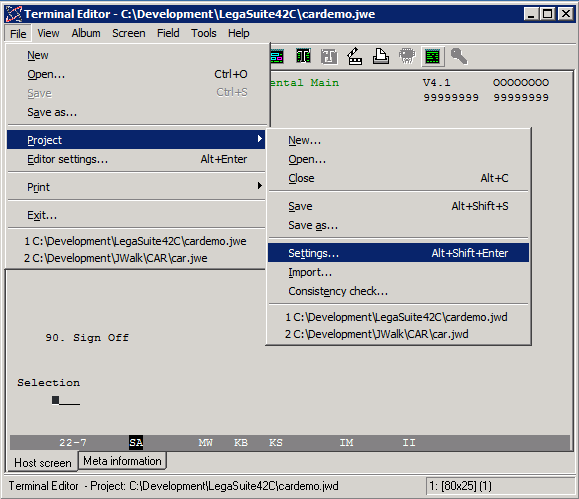 Terminal Editor - C:\Development\LegaSuite42C\cardemo.jwe
File View Album Screen Field Tools Help
New
Open... Ctrl+O
Save Ctrl+S
Save as...
Project
Editor settings... Alt+Enter
Print
Exit...
1 C:\Development\LegaSuite42C\cardemo.jwe
2 C:\Development\JWalk\CAR\car.jwe
ental Main V4.1 OOOOOOOO
99999999 99999999
New...
Open...
Close Alt+C
Save Alt+Shift+S
Save as...
Settings... Alt+Shift+Enter
Import...
Consistency check...
1 C:\Development\LegaSuite42C\cardemo.jwd
2 C:\Development\JWalk\CAR\car.jwd
90. Sign Off
Selection
22-7 SA MW KB KS IM II
Host screen Meta information
Terminal Editor - Project: C:\Development\LegaSuite42C\cardemo.jwd 1: [80x25] (1)